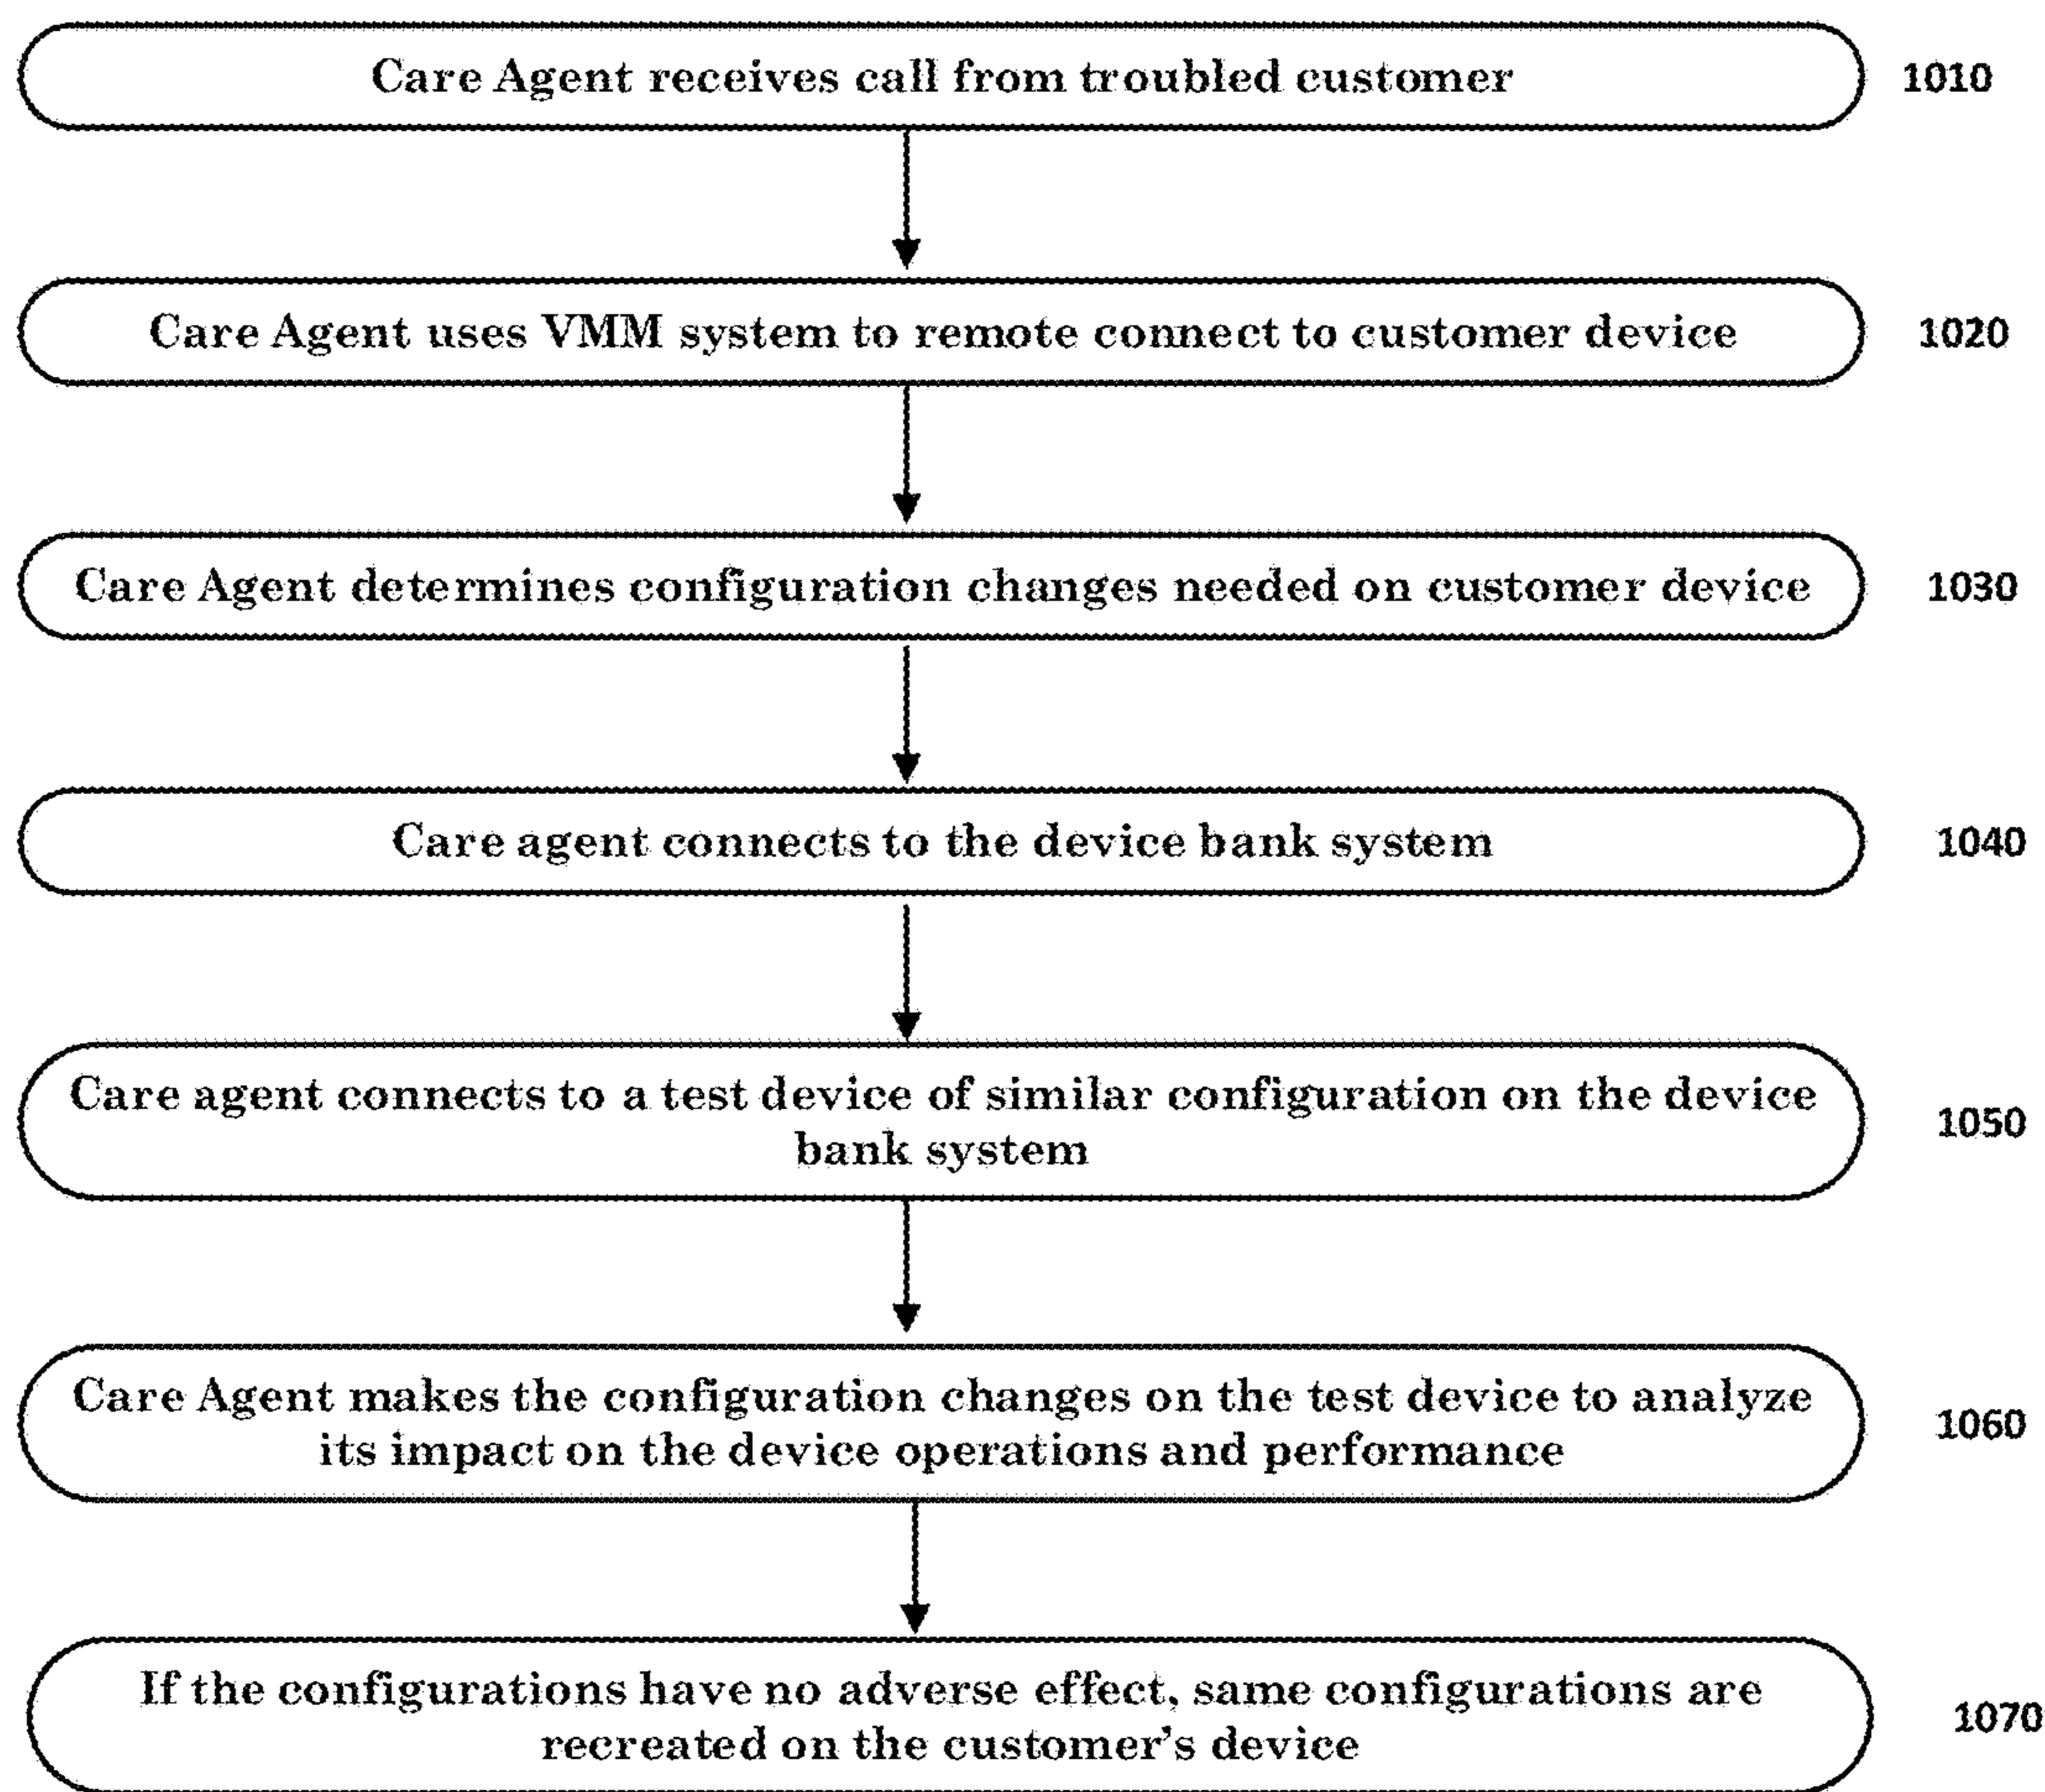 Care Agent receives call from troubled customer 1010
Care Agent uses VMM system to remote connect to customer device 1020
Care Agent determines configuration changes needed on customer device 1030
Care agent connects to the device bank system 1040
Care agent connects to a test device of similar configuration on the device
bank system
1050
Care Agent makes the configuration changes on the test device to analyze
its impact on the device operations and performance
1060
If the configurations have no adverse effect, same configurations are
recreated on the customer's device
1070